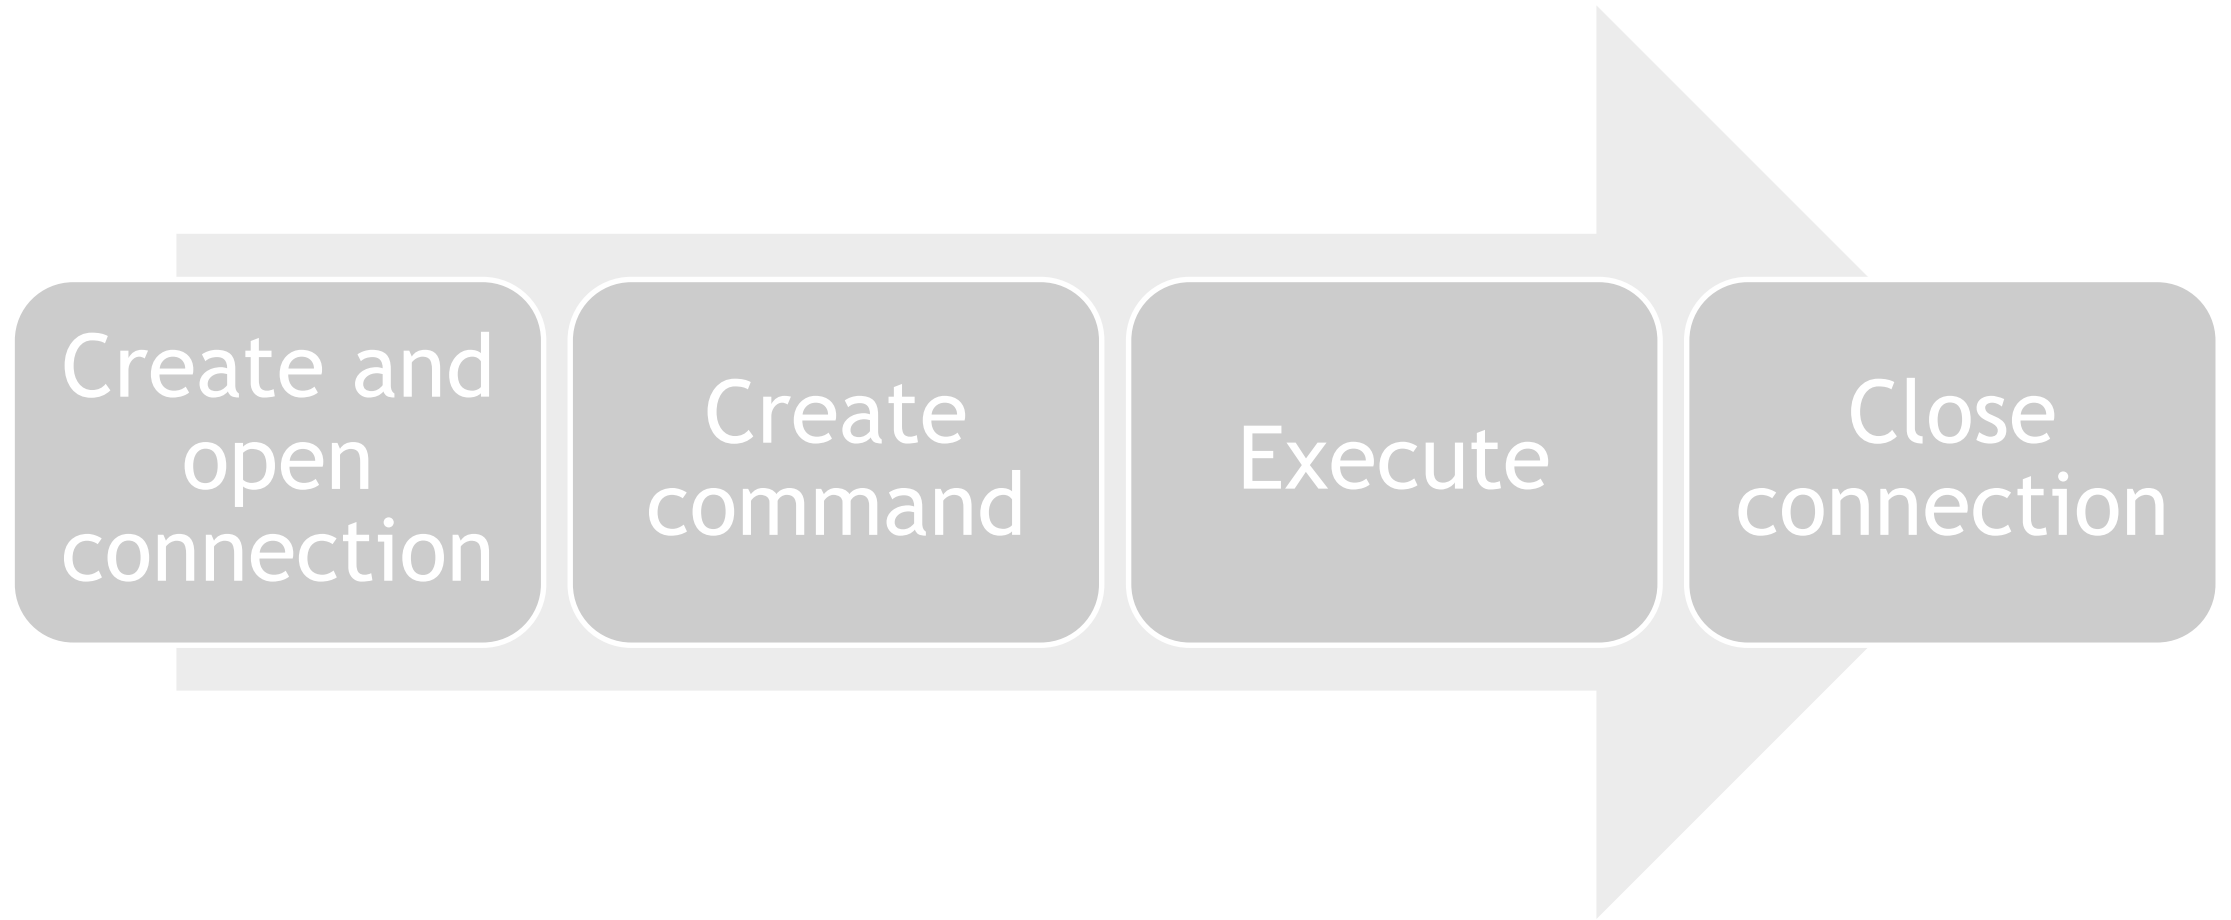 Create and
open
connection
Create
command
Execute
Close
connection